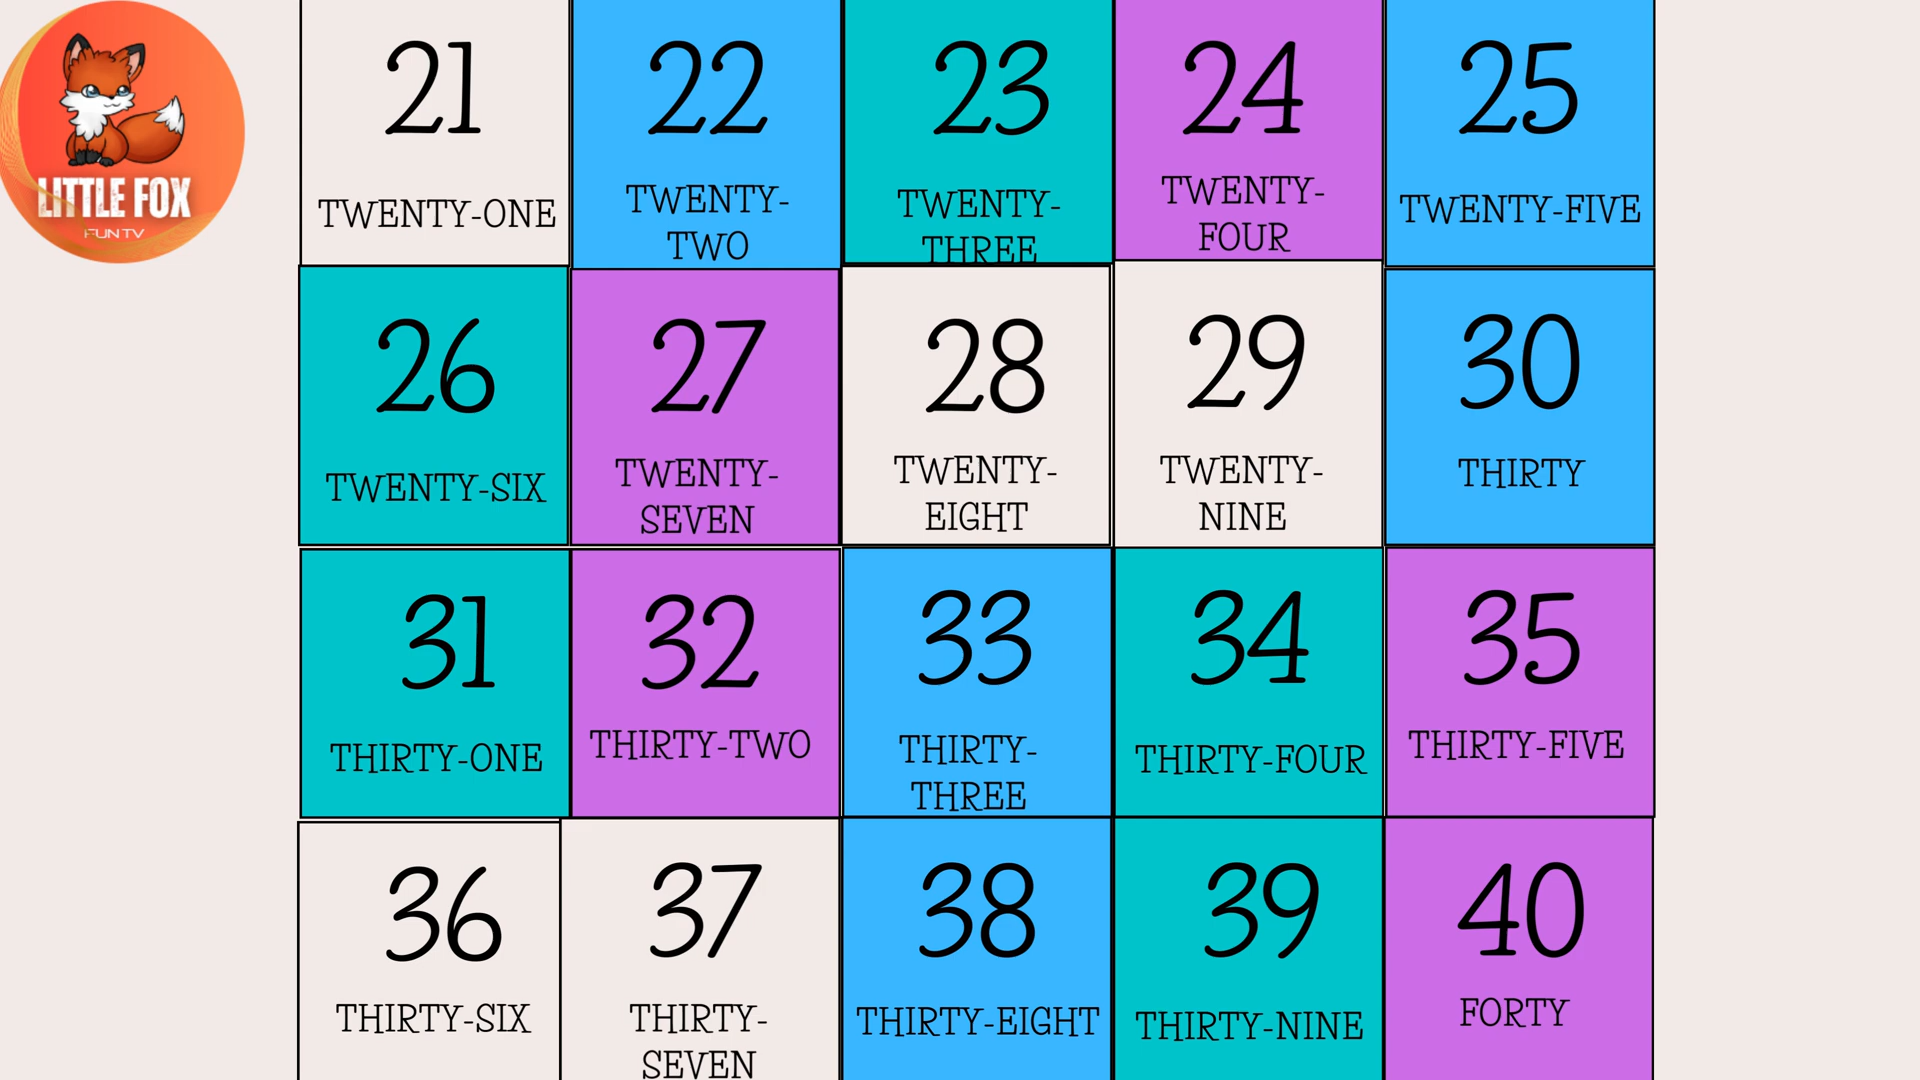 LITTLE FOX
FUN TV
21
TWENTY-ONE
22
TWENTY-
TWO
23
TWENTY-
THREE
24
TWENTY-
FOUR
25
TWENTY-FIVE
26
TWENTY-SIX
27
TWENTY-
SEVEN
28
TWENTY-
EIGHT
29
TWENTY-
NINE
30
THIRTY
31
THIRTY-ONE
32
THIRTY-TWO
33
THIRTY-
THREE
34
THIRTY-FOUR
35
THIRTY-FIVE
36
THIRTY-SIX
37
THIRTY-
SEVEN
38
THIRTY-EIGHT
39
THIRTY-NINE
40
FORTY